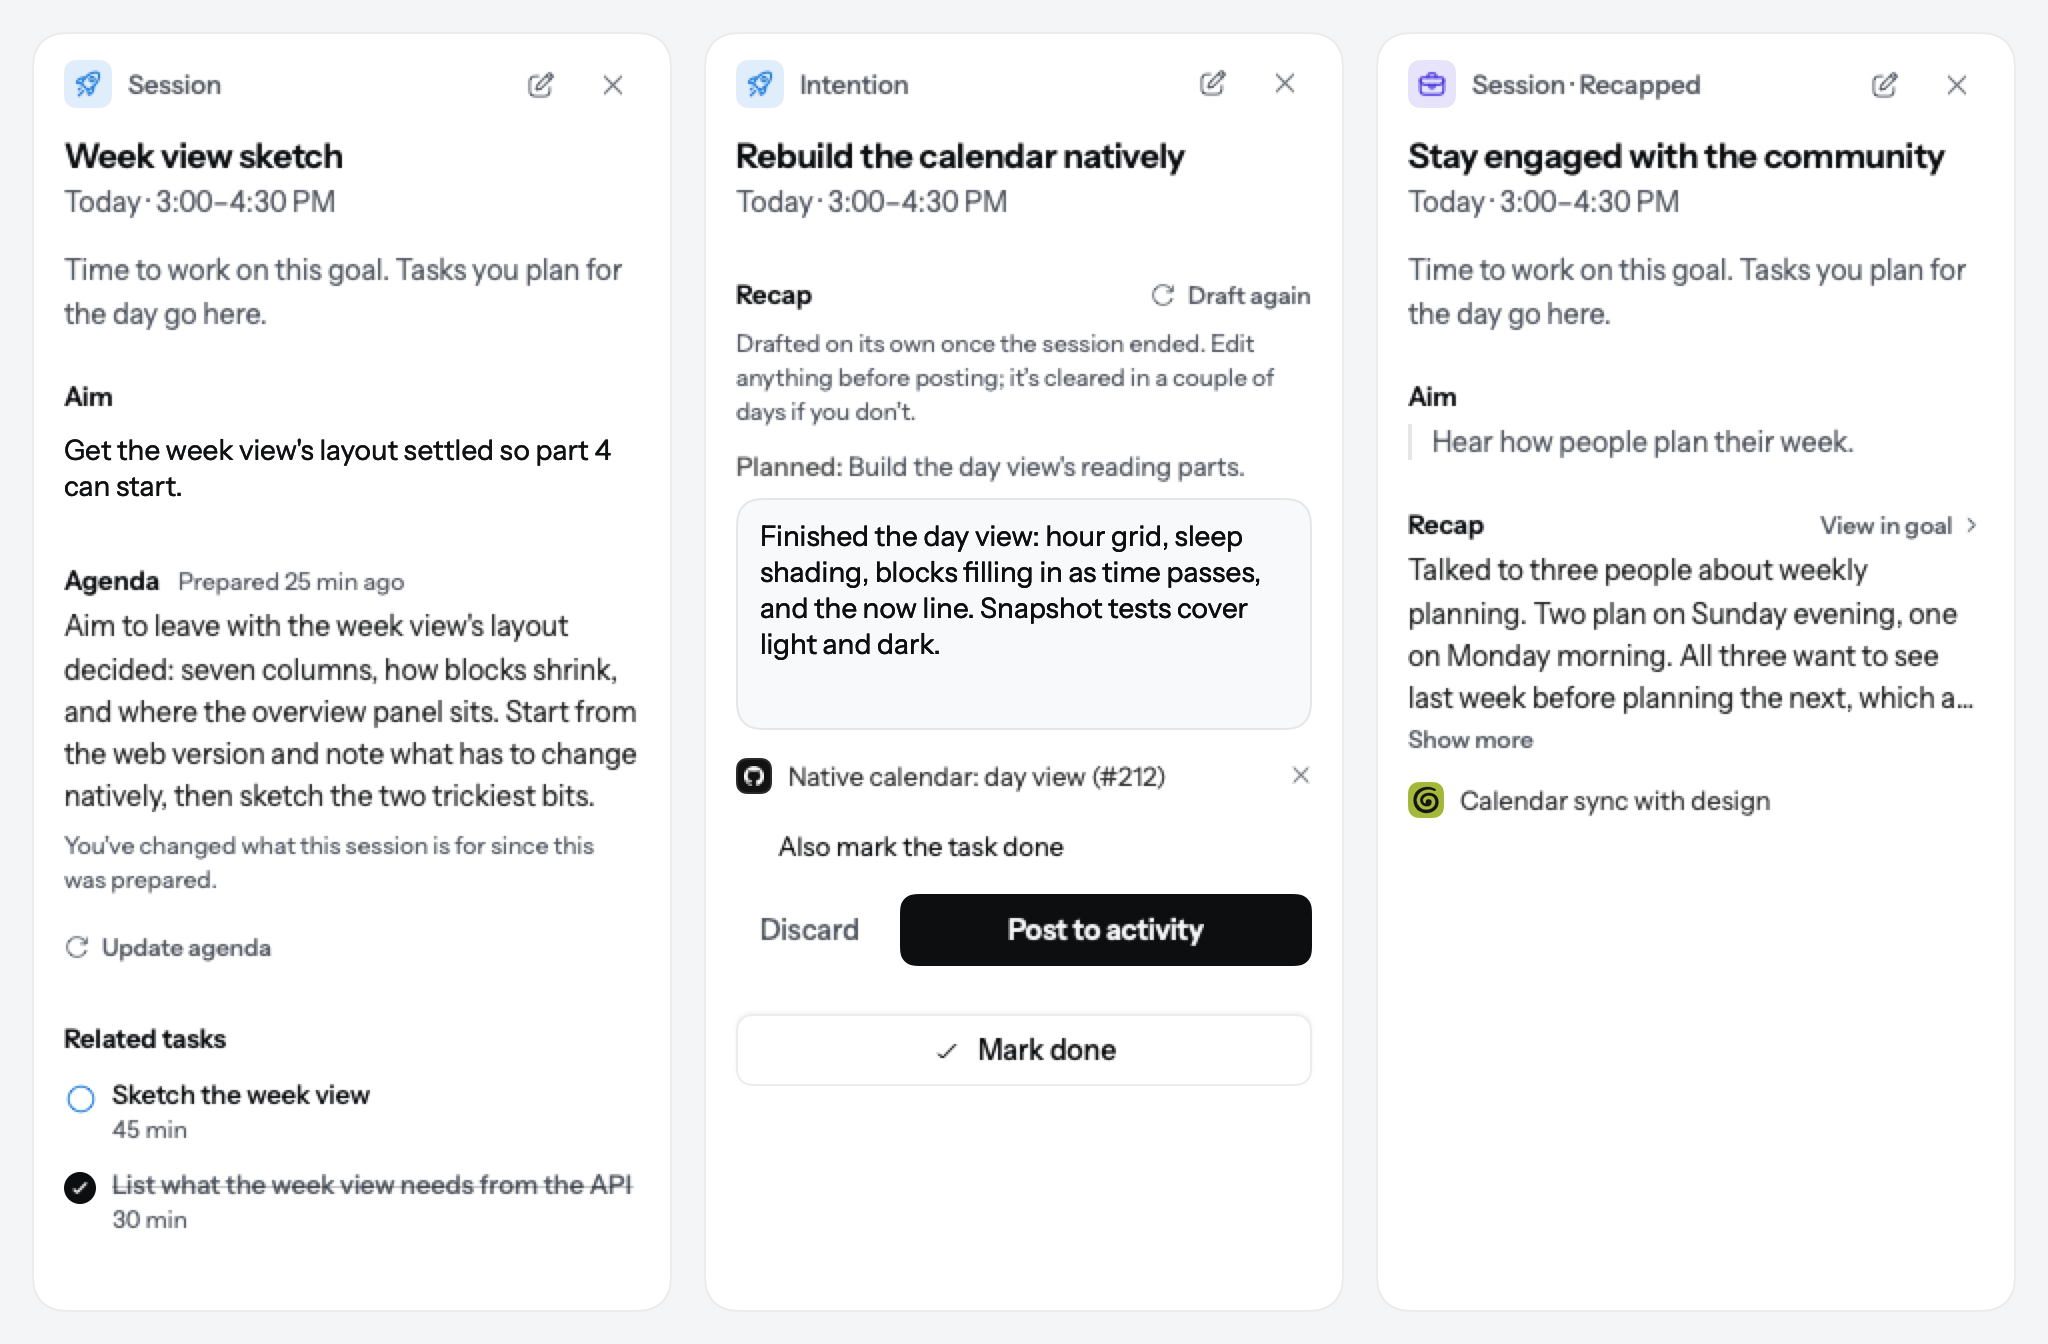 Session
Week view sketch
Today · 3:00–4:30 PM
Time to work on this goal. Tasks you plan for
the day go here.
Aim
Get the week view's layout settled so part 4
can start.
Agenda Prepared 25 min ago
Aim to leave with the week view's layout
decided: seven columns, how blocks shrink,
and where the overview panel sits. Start from
the web version and note what has to change
natively, then sketch the two trickiest bits.
You've changed what this session is for since this
was prepared.
Update agenda
Related tasks
Sketch the week view
45 min
List what the week view needs from the API
30 min
Intention
Rebuild the calendar natively
Today · 3:00–4:30 PM
Recap Draft again
Drafted on its own once the session ended. Edit
anything before posting; it's cleared in a couple of
days if you don't.
Planned: Build the day view's reading parts.
Finished the day view: hour grid, sleep
shading, blocks filling in as time passes,
and the now line. Snapshot tests cover
light and dark.
Native calendar: day view (#212)
Also mark the task done
Discard Post to activity
Mark done
Session · Recapped
Stay engaged with the community
Today · 3:00–4:30 PM
Time to work on this goal. Tasks you plan for
the day go here.
Aim
Hear how people plan their week.
Recap View in goal
Talked to three people about weekly
planning. Two plan on Sunday evening, one
on Monday morning. All three want to see
last week before planning the next, which a...
Show more
Calendar sync with design